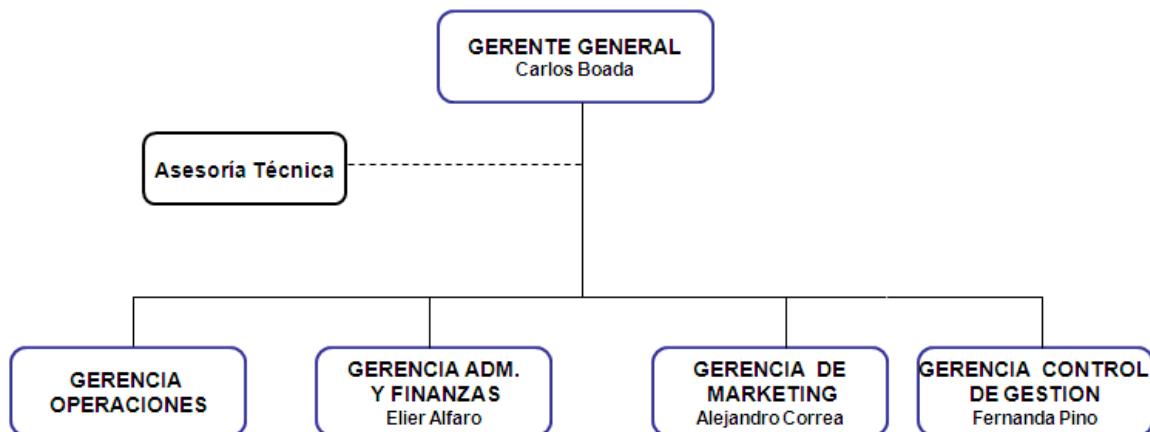 GERENTE GENERAL
Carlos Boada
Asesoría Técnica
GERENCIA
OPERACIONES
GERENCIA ADM.
Y FINANZAS
Elier Alfaro
GERENCIA DE
MARKETING
Alejandro Correa
GERENCIA CONTROL
DE GESTION
Fernanda Pino